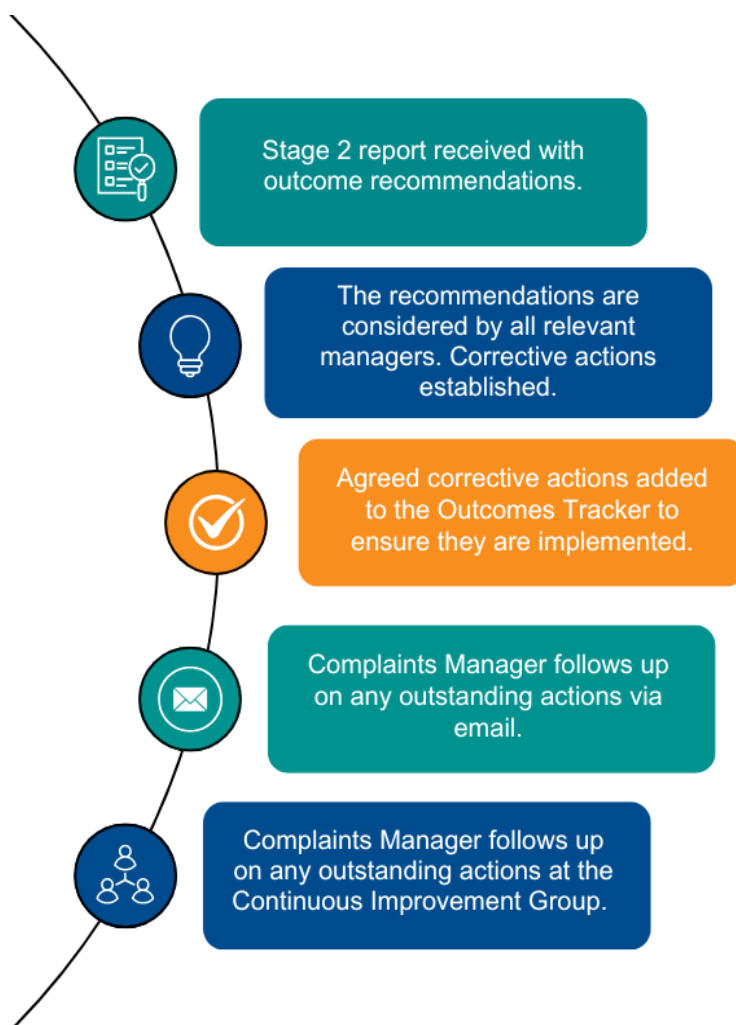 Stage 2 report received with
outcome recommendations.
The recommendations are
considered by all relevant
managers. Corrective actions
established.
Agreed corrective actions added
to the Outcomes Tracker to
ensure they are implemented.
Complaints Manager follows up
on any outstanding actions via
email.
Complaints Manager follows up
on any outstanding actions at the
Continuous Improvement Group.